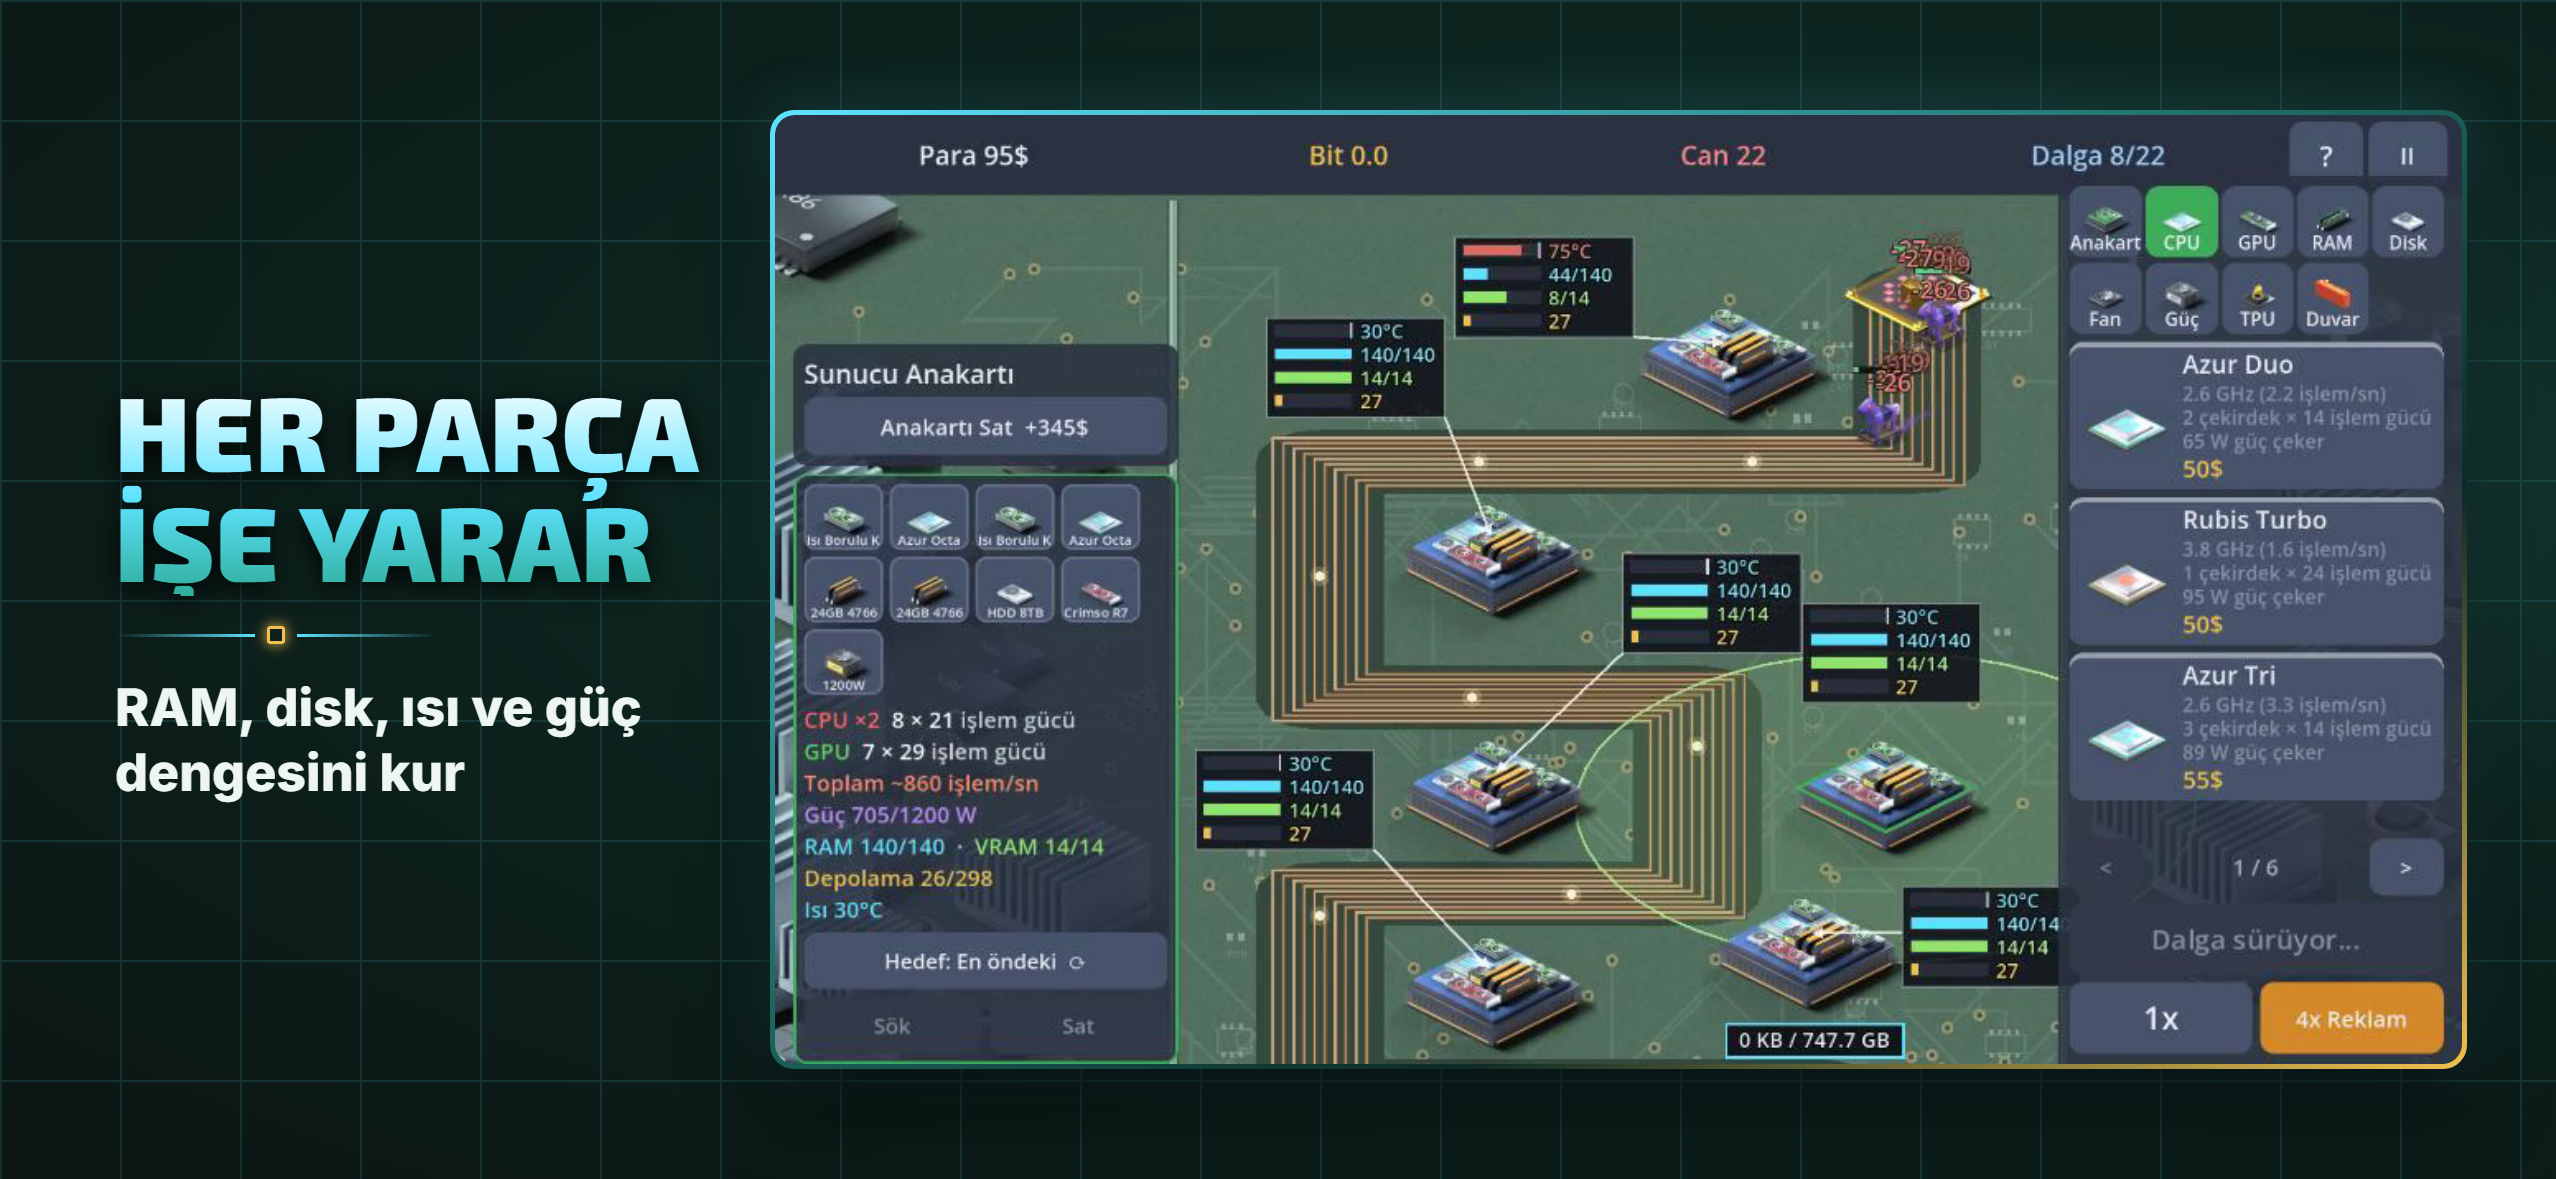 HER PARÇA
İŞE YARAR
RAM, disk, ısı ve güç
dengesini kur
Para 95$
Bit 0.0
Can 22
Dalga 8/22
?
Sunucu Anakartı
Anakartı Sat +345$
Isı Borulu K
Azur Octa
Isı Borulu K
Azur Octa
24GB 4766
24GB 4766
HDD 8TB
Crimso R7
1200W
CPU ×2 8 × 21 işlem gücü
GPU 7 × 29 işlem gücü
Toplam ~860 işlem/sn
Güç 705/1200 W
RAM 140/140 · VRAM 14/14
Depolama 26/298
Isı 30°C
Hedef: En öndeki
Sök
Sat
75°C
44/140
8/14
27
30°C
140/140
14/14
27
30°C
140/140
14/14
27
30°C
140/140
14/14
27
30°C
140/140
14/14
27
30°C
140/14
14/14
27
0 KB / 747.7 GB
Anakart
CPU
GPU
RAM
Disk
Fan
Güç
TPU
Duvar
Azur Duo
2.6 GHz (2.2 işlem/sn)
2 çekirdek × 14 işlem gücü
65 W güç çeker
50$
Rubis Turbo
3.8 GHz (1.6 işlem/sn)
1 çekirdek × 24 işlem gücü
95 W güç çeker
50$
Azur Tri
2.6 GHz (3.3 işlem/sn)
3 çekirdek × 14 işlem gücü
89 W güç çeker
55$
< 1 / 6 >
Dalga sürüyor...
1x
4x Reklam